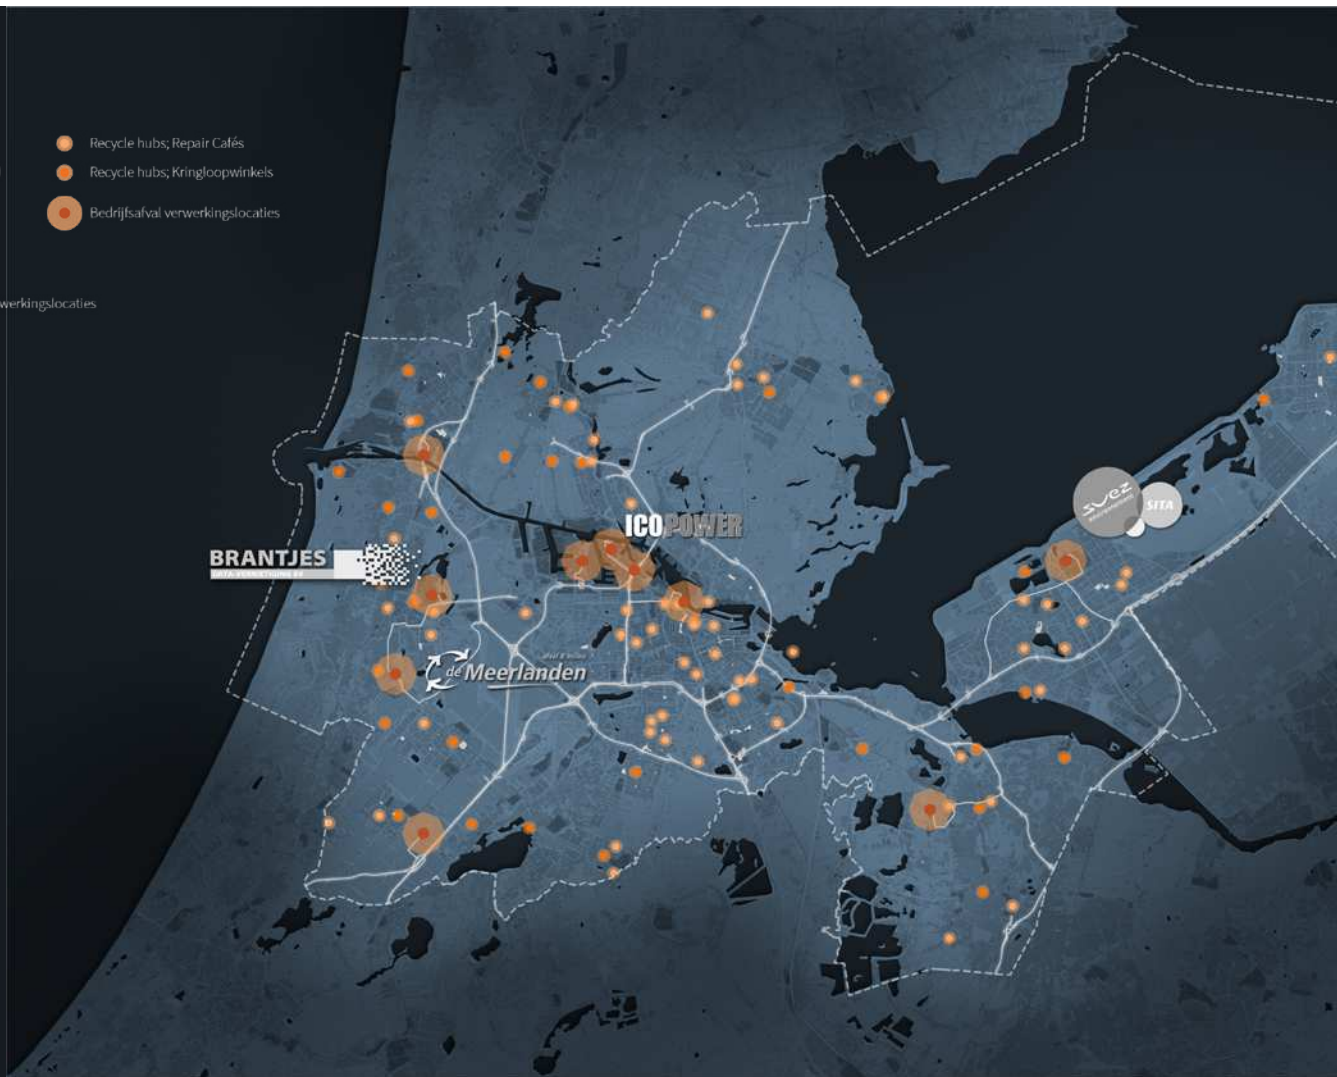 Recycle hubs; Repair Cafés
Recycle hubs; Kringloopwinkels
Bedrijfsafval verwerkingslocaties
werkingslocaties
ICOPOWER
suez
SITA
BRANTJES
de Meerlanden